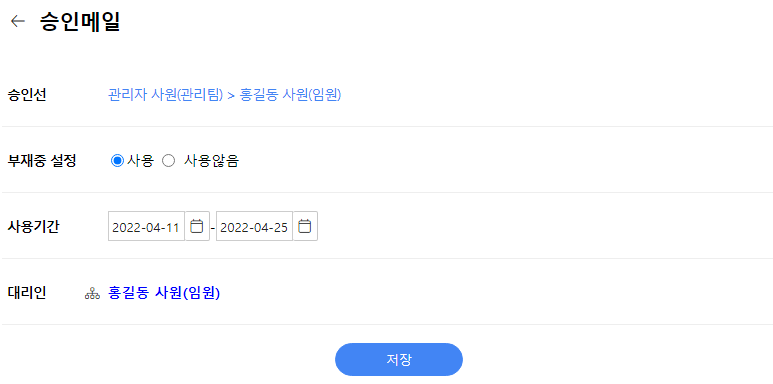 승인메일
승인선 관리자 사원(관리팀) > 홍길동 사원(임원)
부재중 설정 사용 사용않음
사용기간 2022-04-11 - 2022-04-25
대리인 홍길동 사원(임원)
저장